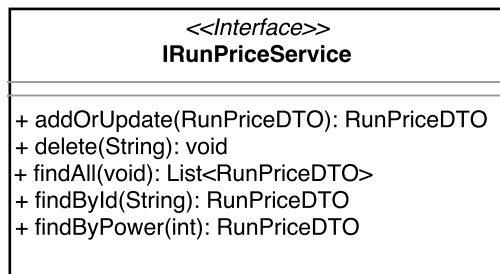 <<Interface>>
IRunPriceService
+ addOrUpdate(RunPriceDTO): RunPriceDTO
+ delete(String): void
+ findAll(void): List<RunPriceDTO>
+ findById(String): RunPriceDTO
+ findByPower(int): RunPriceDTO